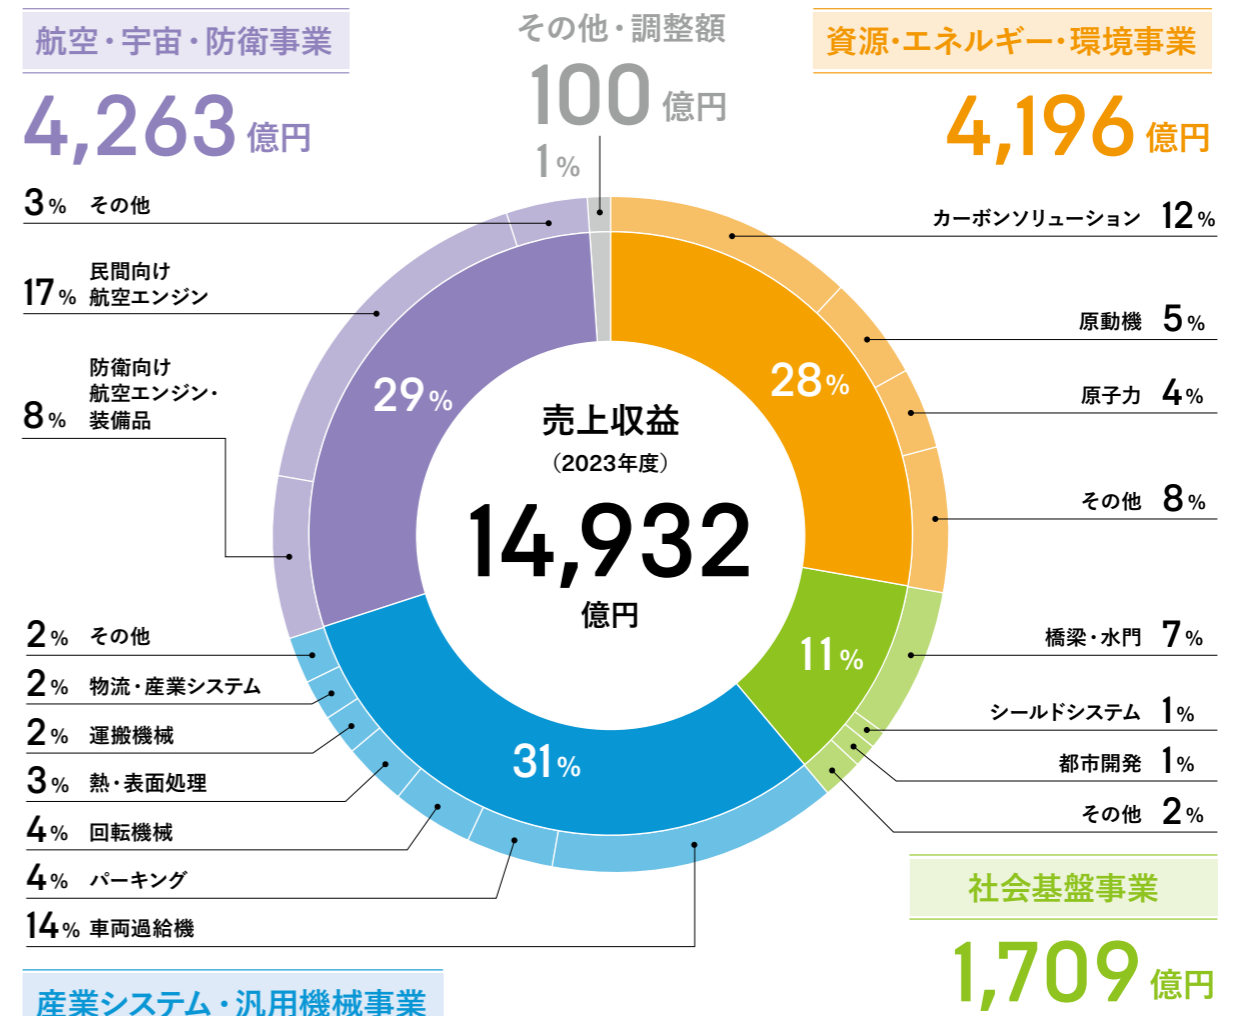 航空・宇宙・防衛事業
4,263 億円
その他・調整額
100 億円
1%
資源・エネルギー・環境事業
4,196 億円
3% その他
17% 民間向け
航空エンジン
8% 防衛向け
航空エンジン・
装備品
カーボンソリューション 12%
原動機 5%
原子力 4%
その他 8%
29%
28%
11%
31%
売上収益
（2023年度）
14,932
億円
2% その他
2% 物流・産業システム
2% 運搬機械
3% 熱・表面処理
4% 回転機械
4% パーキング
14% 車両過給機
産業システム・汎用機械事業
橋梁・水門 7%
シールドシステム 1%
都市開発 1%
その他 2%
社会基盤事業
1,709 億円